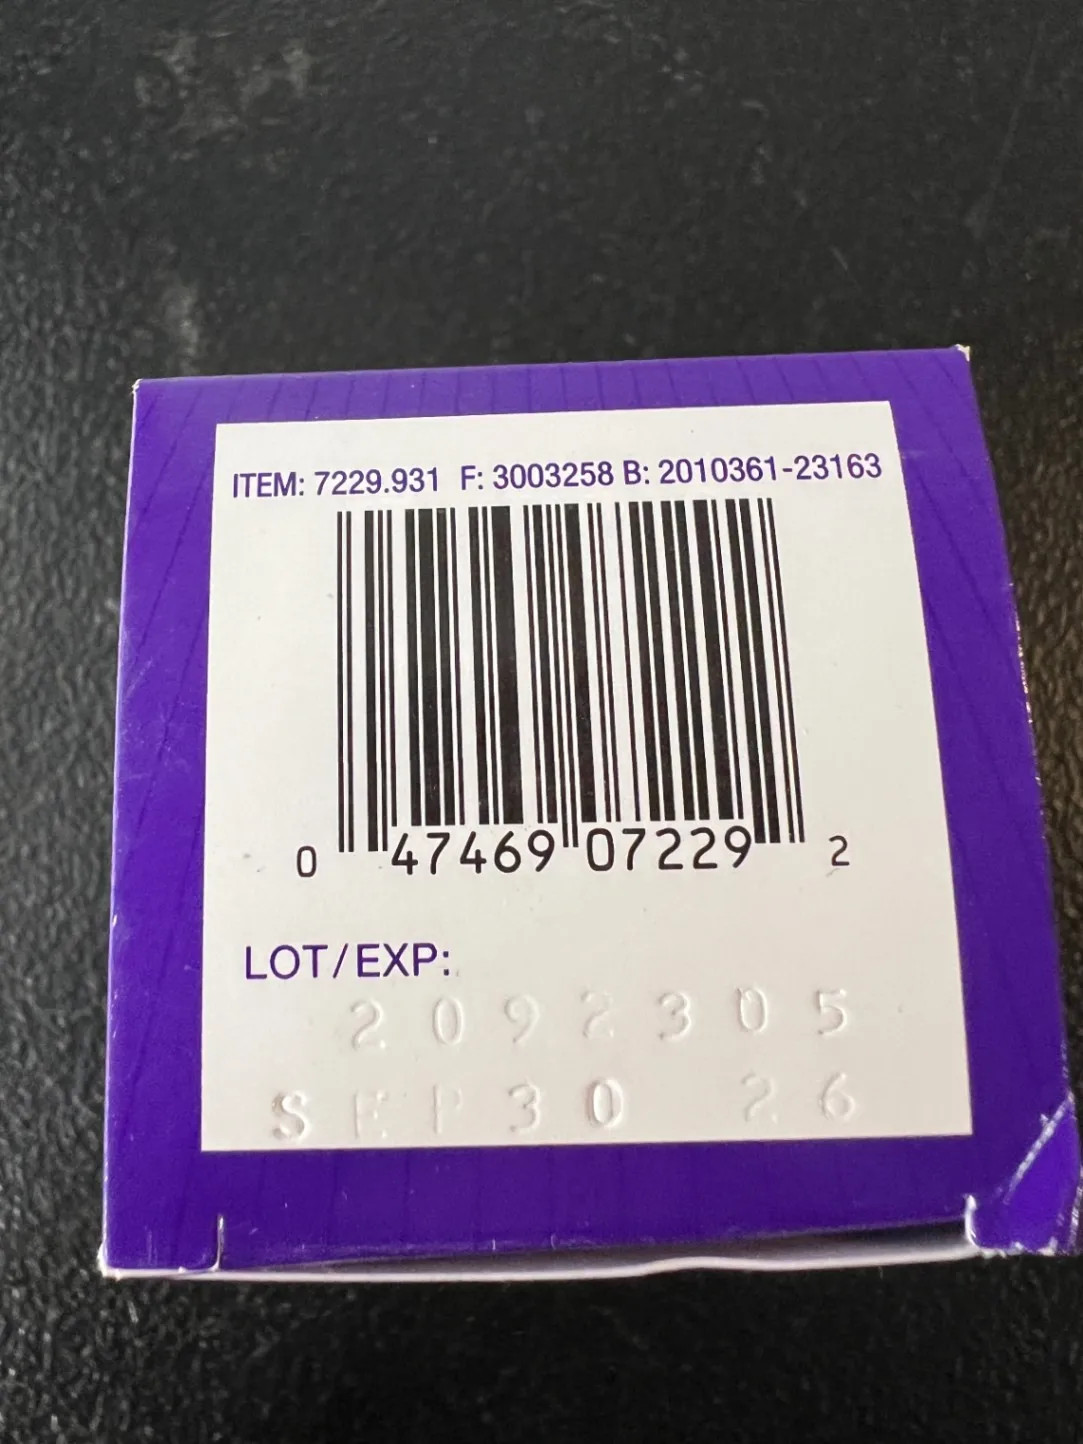 ITEM: 7229.931 F: 3003258 B: 2010361-23163
0 47469 07229 2
LOT/EXP:
2092305
SEP30 26